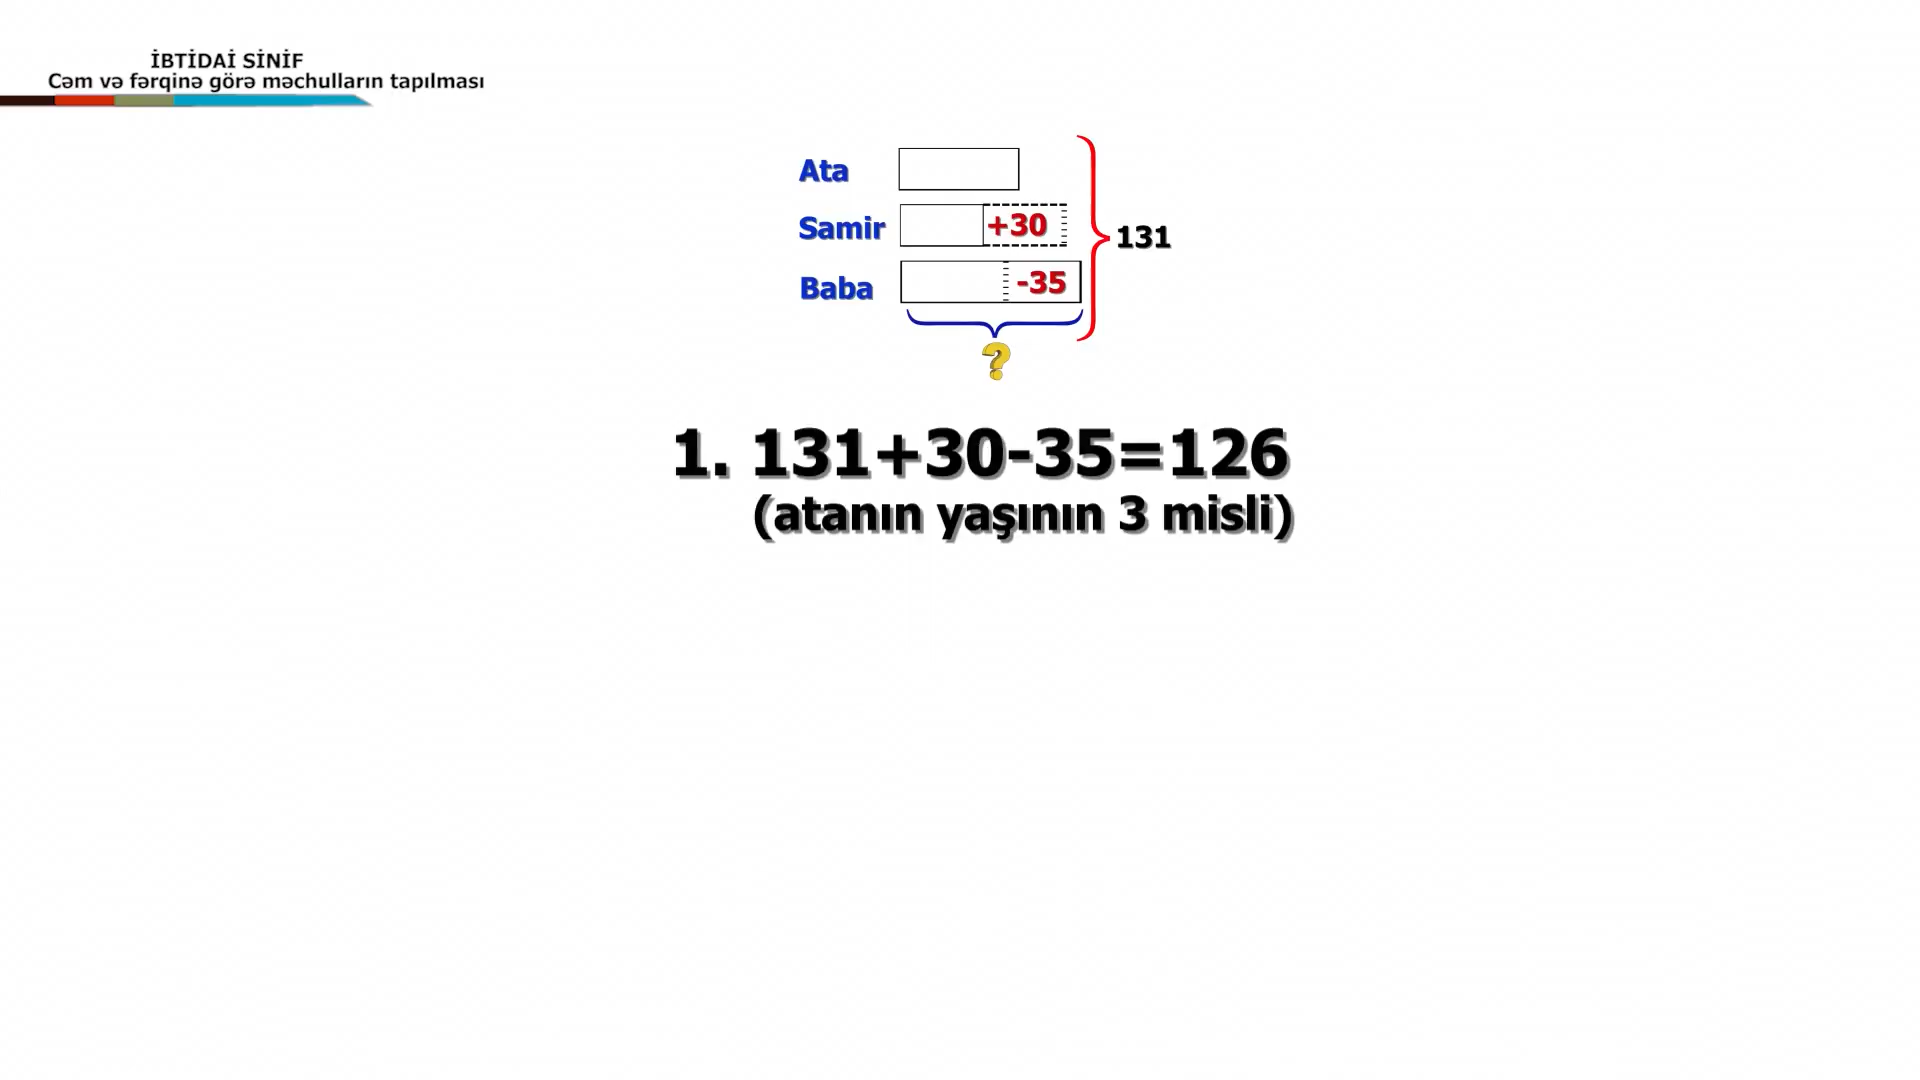 İBTİDAİ SİNİF
Cəm və fərqinə görə məchulların tapılması
Ata
Samir +30
131
Baba -35
?
1. 131+30-35=126
(atanın yaşının 3 misli)